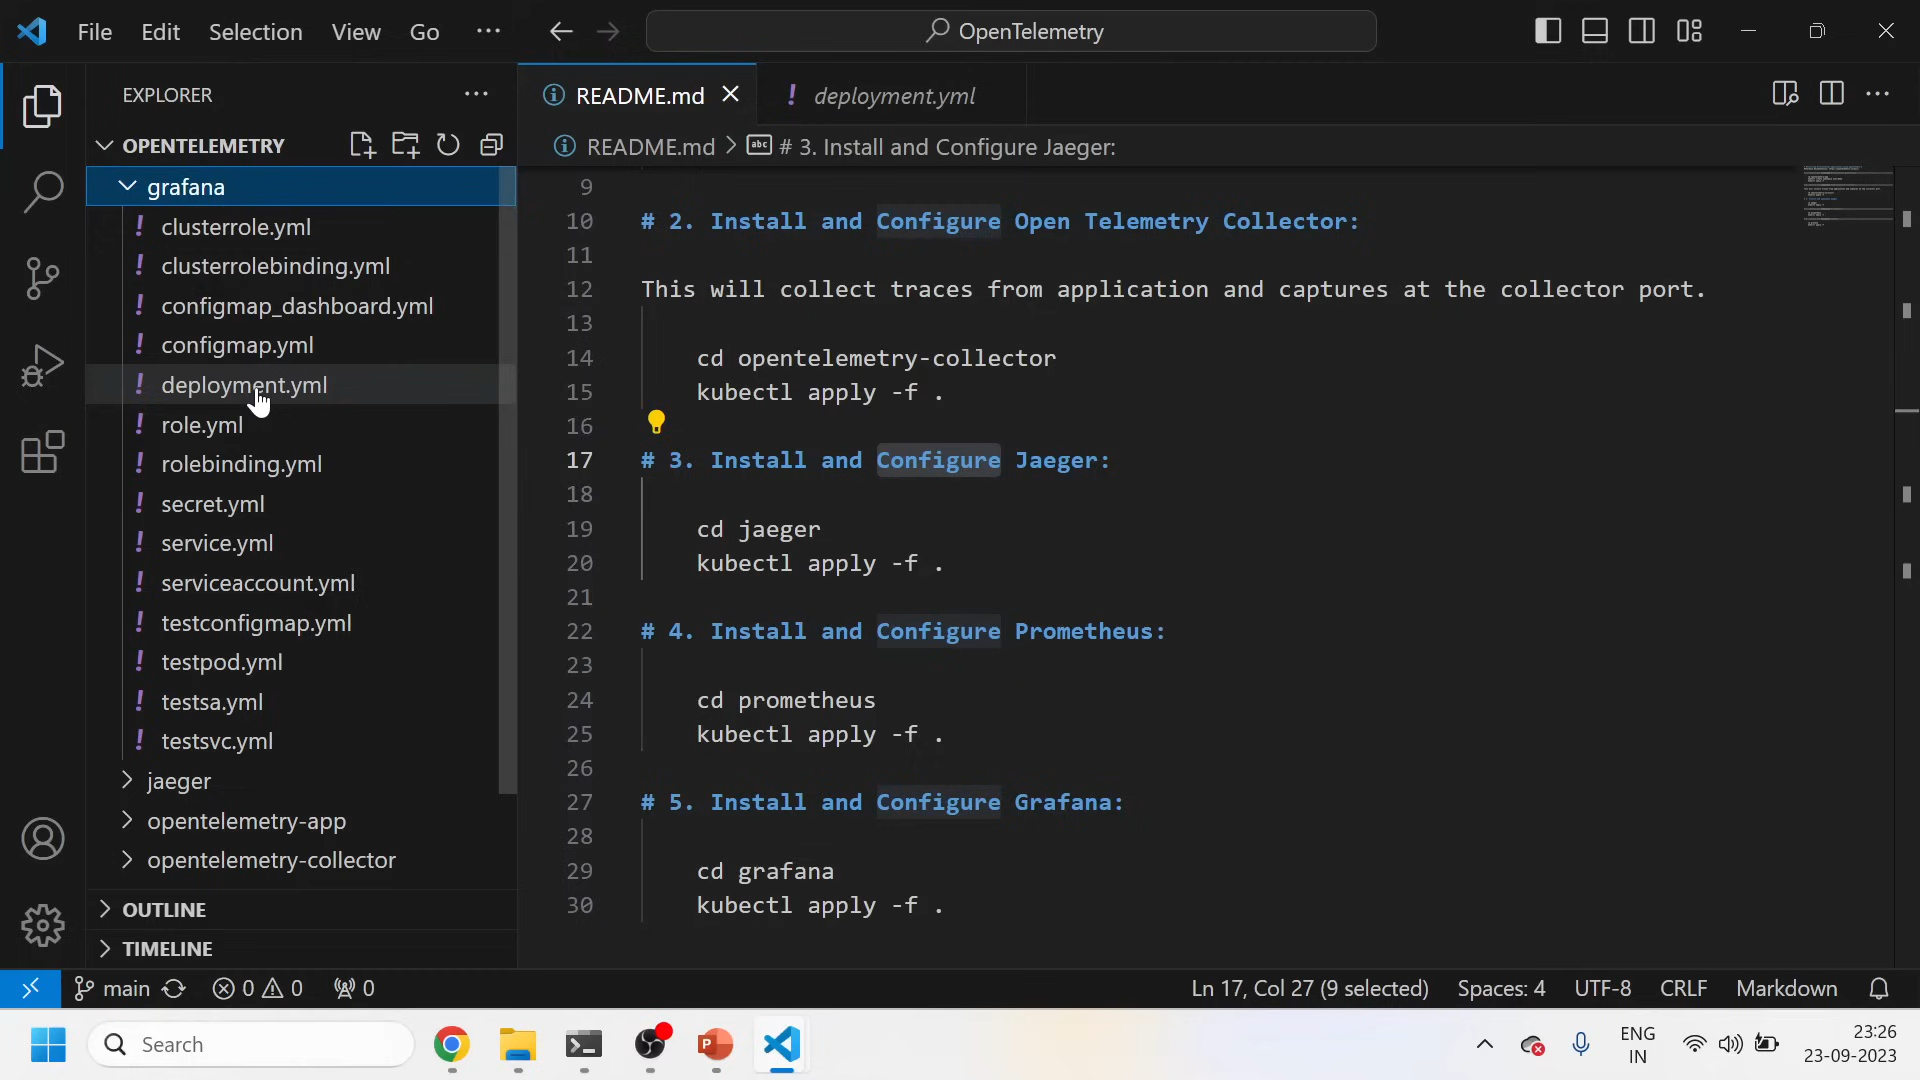 File Edit Selection View Go ...
OpenTelemetry
EXPLORER
OPENTELEMETRY
grafana
! clusterrole.yml
! clusterrolebinding.yml
! configmap_dashboard.yml
! configmap.yml
! deployment.yml
! role.yml
! rolebinding.yml
! secret.yml
! service.yml
! serviceaccount.yml
! testconfigmap.yml
! testpod.yml
! testsa.yml
! testsvc.yml
jaeger
opentelemetry-app
opentelemetry-collector
OUTLINE
TIMELINE
README.md
! deployment.yml
README.md > abc # 3. Install and Configure Jaeger:
9
10 # 2. Install and Configure Open Telemetry Collector:
11
12 This will collect traces from application and captures at the collector port.
13
14 cd opentelemetry-collector
15 kubectl apply -f .
16
17 # 3. Install and Configure Jaeger:
18
19 cd jaeger
20 kubectl apply -f .
21
22 # 4. Install and Configure Prometheus:
23
24 cd prometheus
25 kubectl apply -f .
26
27 # 5. Install and Configure Grafana:
28
29 cd grafana
30 kubectl apply -f .
main 0 0 0
Ln 17, Col 27 (9 selected) Spaces: 4 UTF-8 CRLF Markdown
Search
P
ENG
IN
23:26
23-09-2023